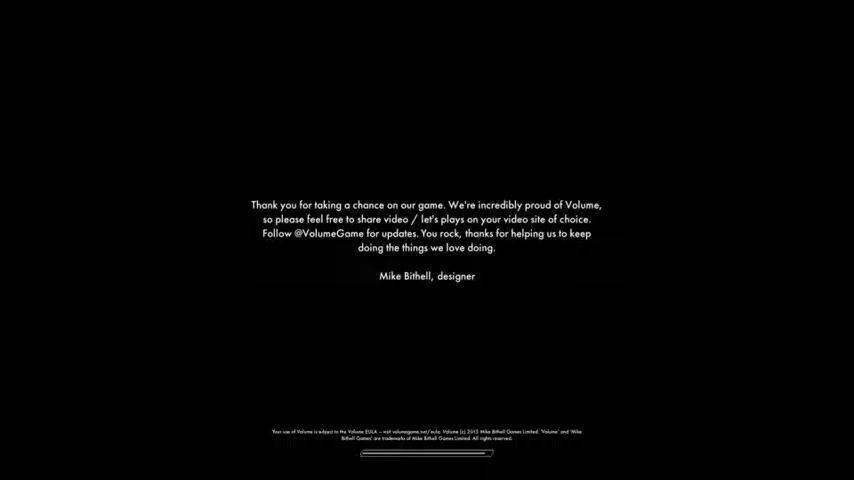 Thank you for taking a chance on our game. We're incredibly proud of Volume,
so please feel free to share video / let's plays on your video site of choice.
Follow @VolumeGame for updates. You rock, thanks for helping us to keep
doing the things we love doing.
Mike Bithell, designer
Your use of Volume is subject to the Volume EULA – visit volumegame.net/eula. Volume (c) 2015 Mike Bithell Games Limited. 'Volume' and 'Mike
Bithell Games' are trademarks of Mike Bithell Games Limited. All rights reserved.